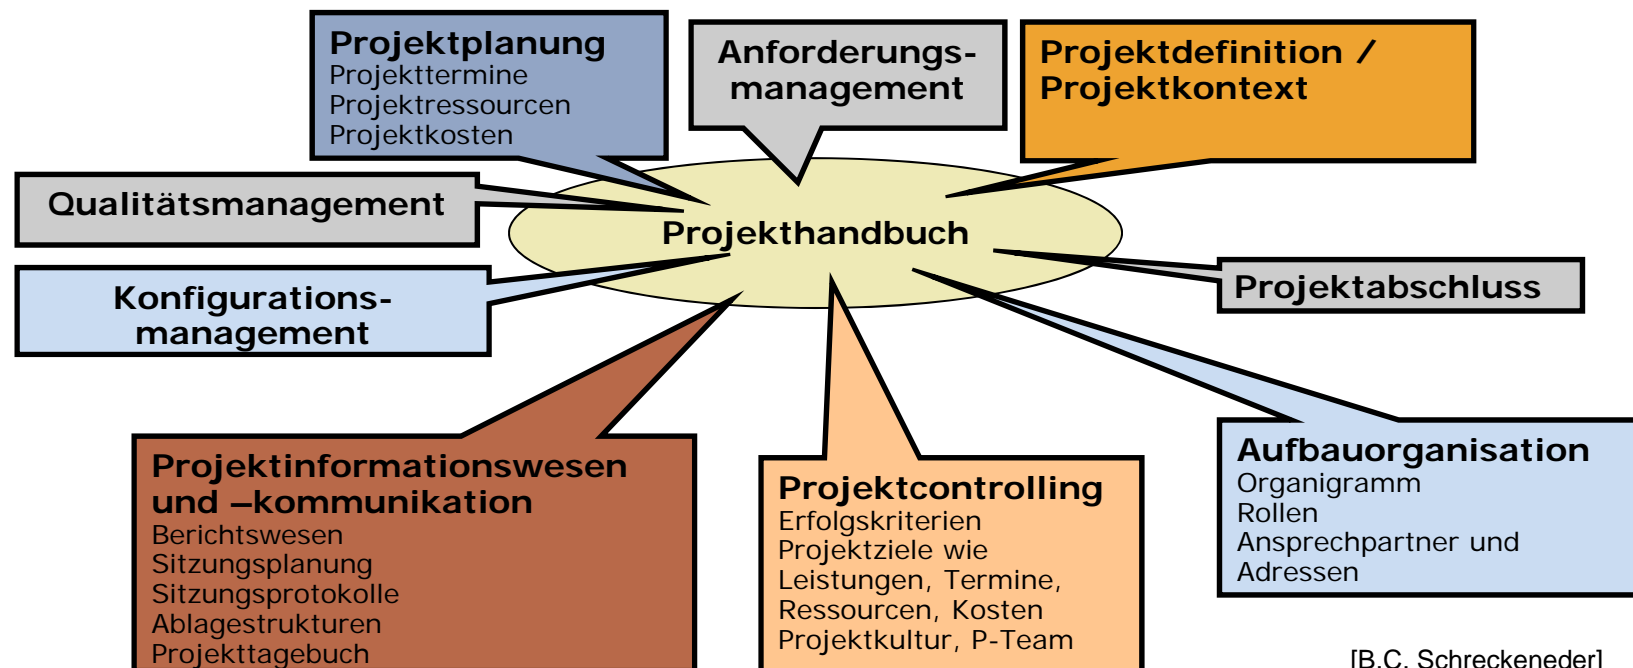 Projektplanung
Projekttermine
Projektressourcen
Projektkosten
Anforderungs-
management
Projektdefinition /
Projektkontext
Qualitätsmanagement
Projekthandbuch
Konfigurations-
management
Projektabschluss
Projektinformationswesen
und –kommunikation
Berichtswesen
Sitzungsplanung
Sitzungsprotokolle
Ablagestrukturen
Projekttagebuch
Projektcontrolling
Erfolgskriterien
Projektziele wie
Leistungen, Termine,
Ressourcen, Kosten
Projektkultur, P-Team
Aufbauorganisation
Organigramm
Rollen
Ansprechpartner und
Adressen
[B.C. Schreckeneder]